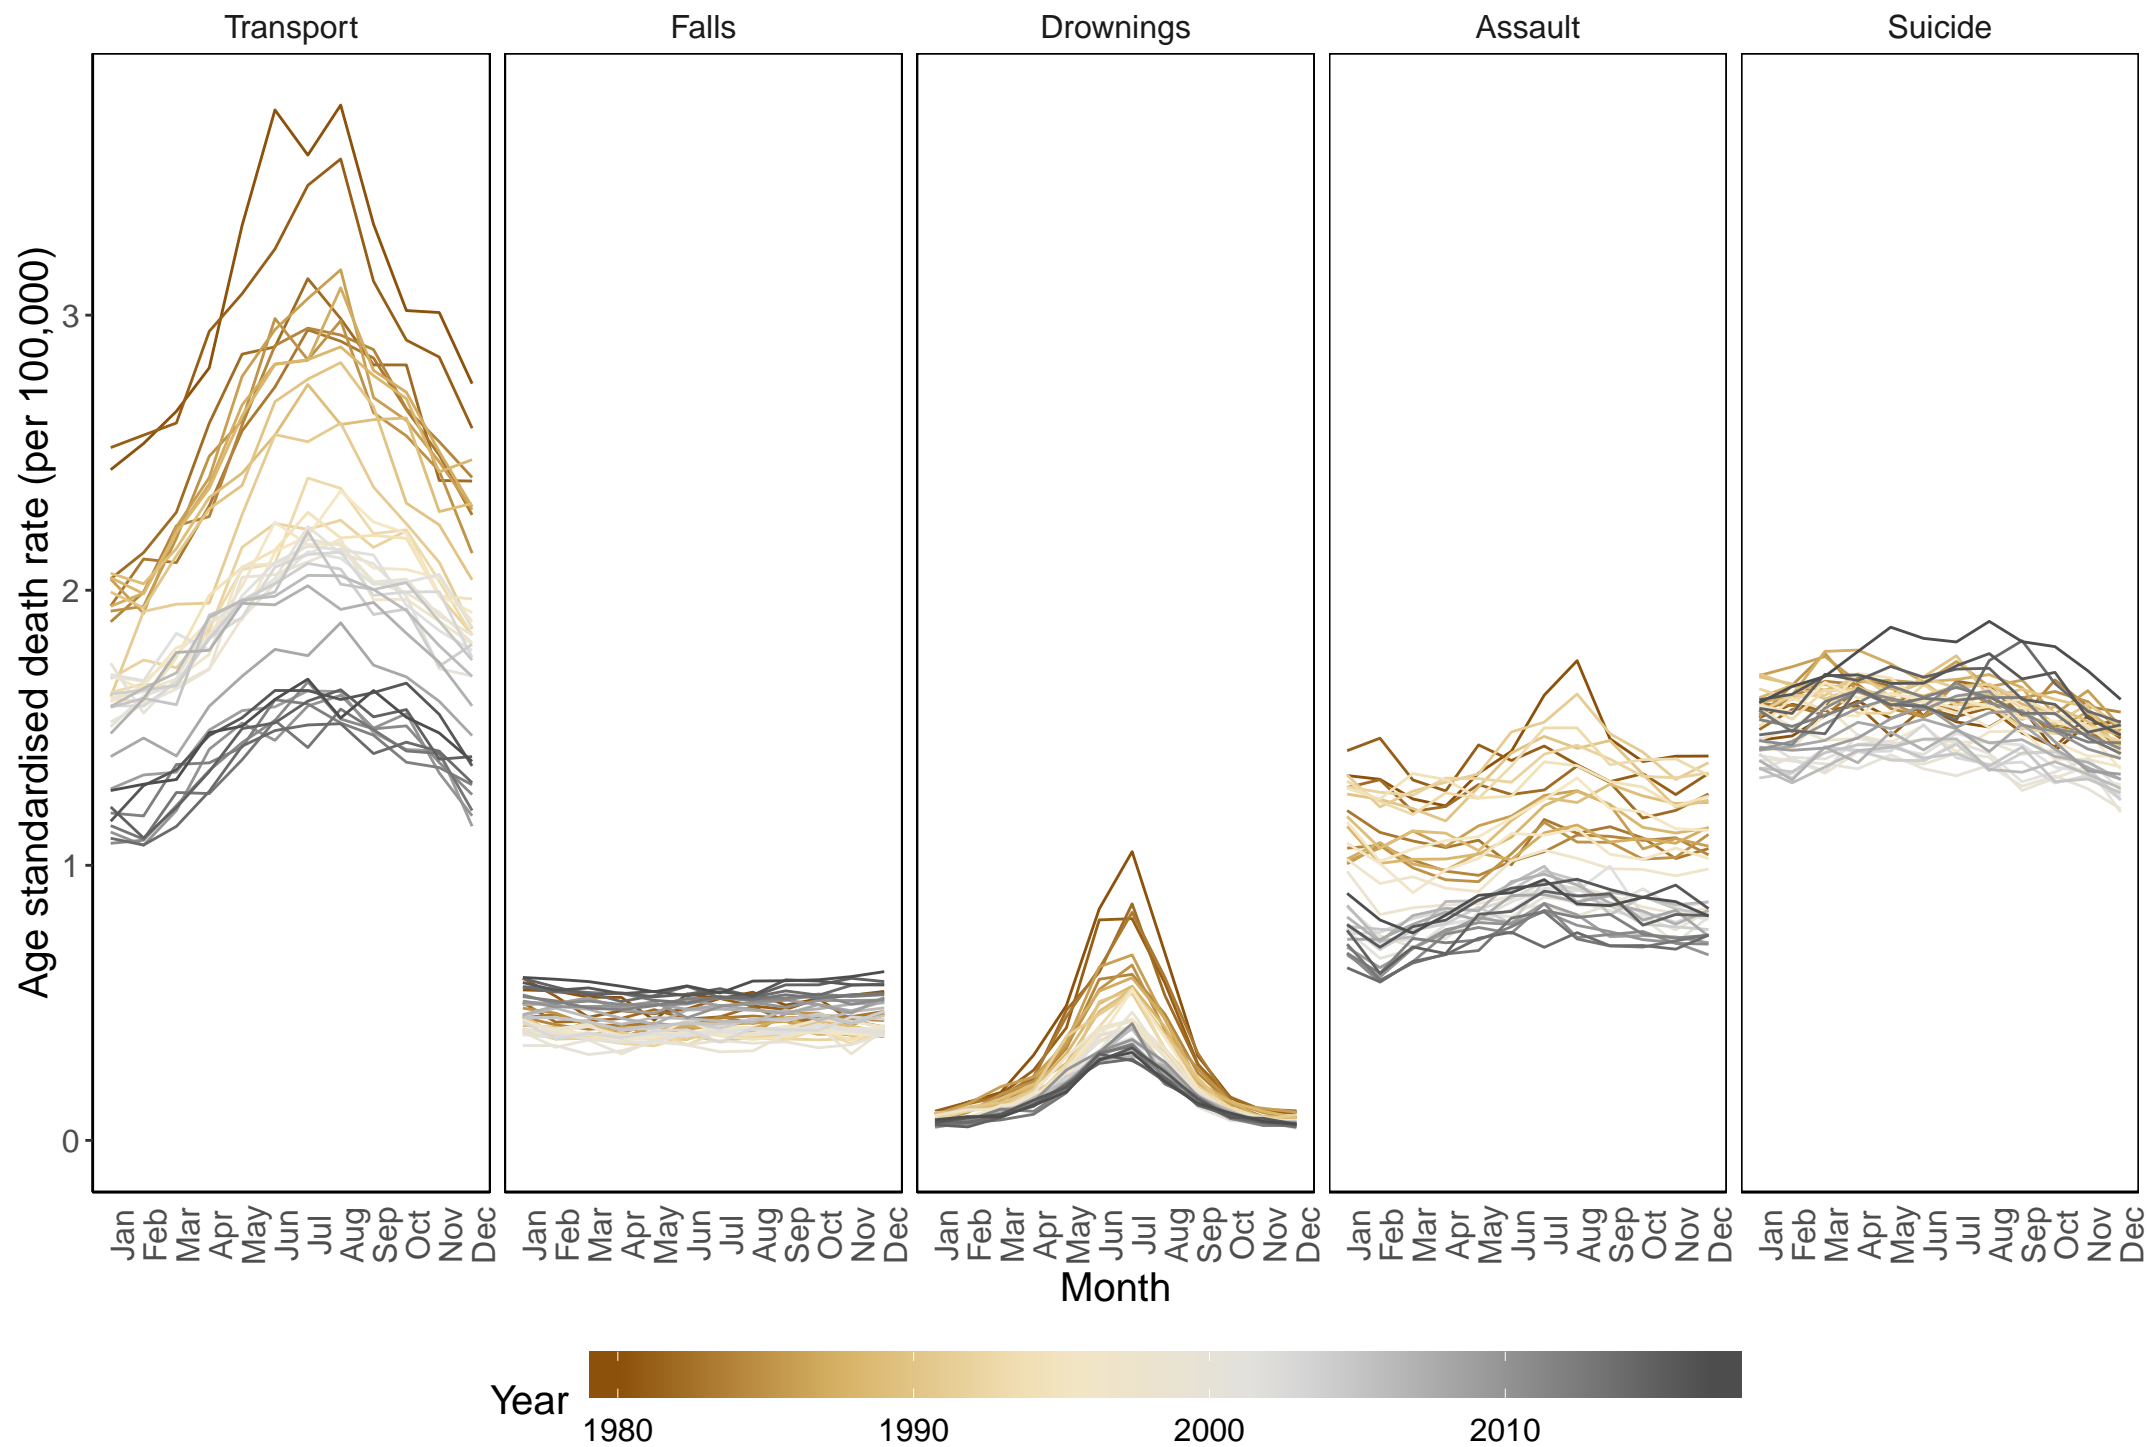 Transport Falls Drownings Assault Suicide
Age standardised death rate (per 100,000)
3
2
1
0
Jan Feb Mar Apr May Jun Jul Aug Sep Oct Nov Dec Jan Feb Mar Apr May Jun Jul Aug Sep Oct Nov Dec Jan Feb Mar Apr May Jun Jul Aug Sep Oct Nov Dec Jan Feb Mar Apr May Jun Jul Aug Sep Oct Nov Dec Jan Feb Mar Apr May Jun Jul Aug Sep Oct Nov Dec
Month
Year
1980 1990 2000 2010